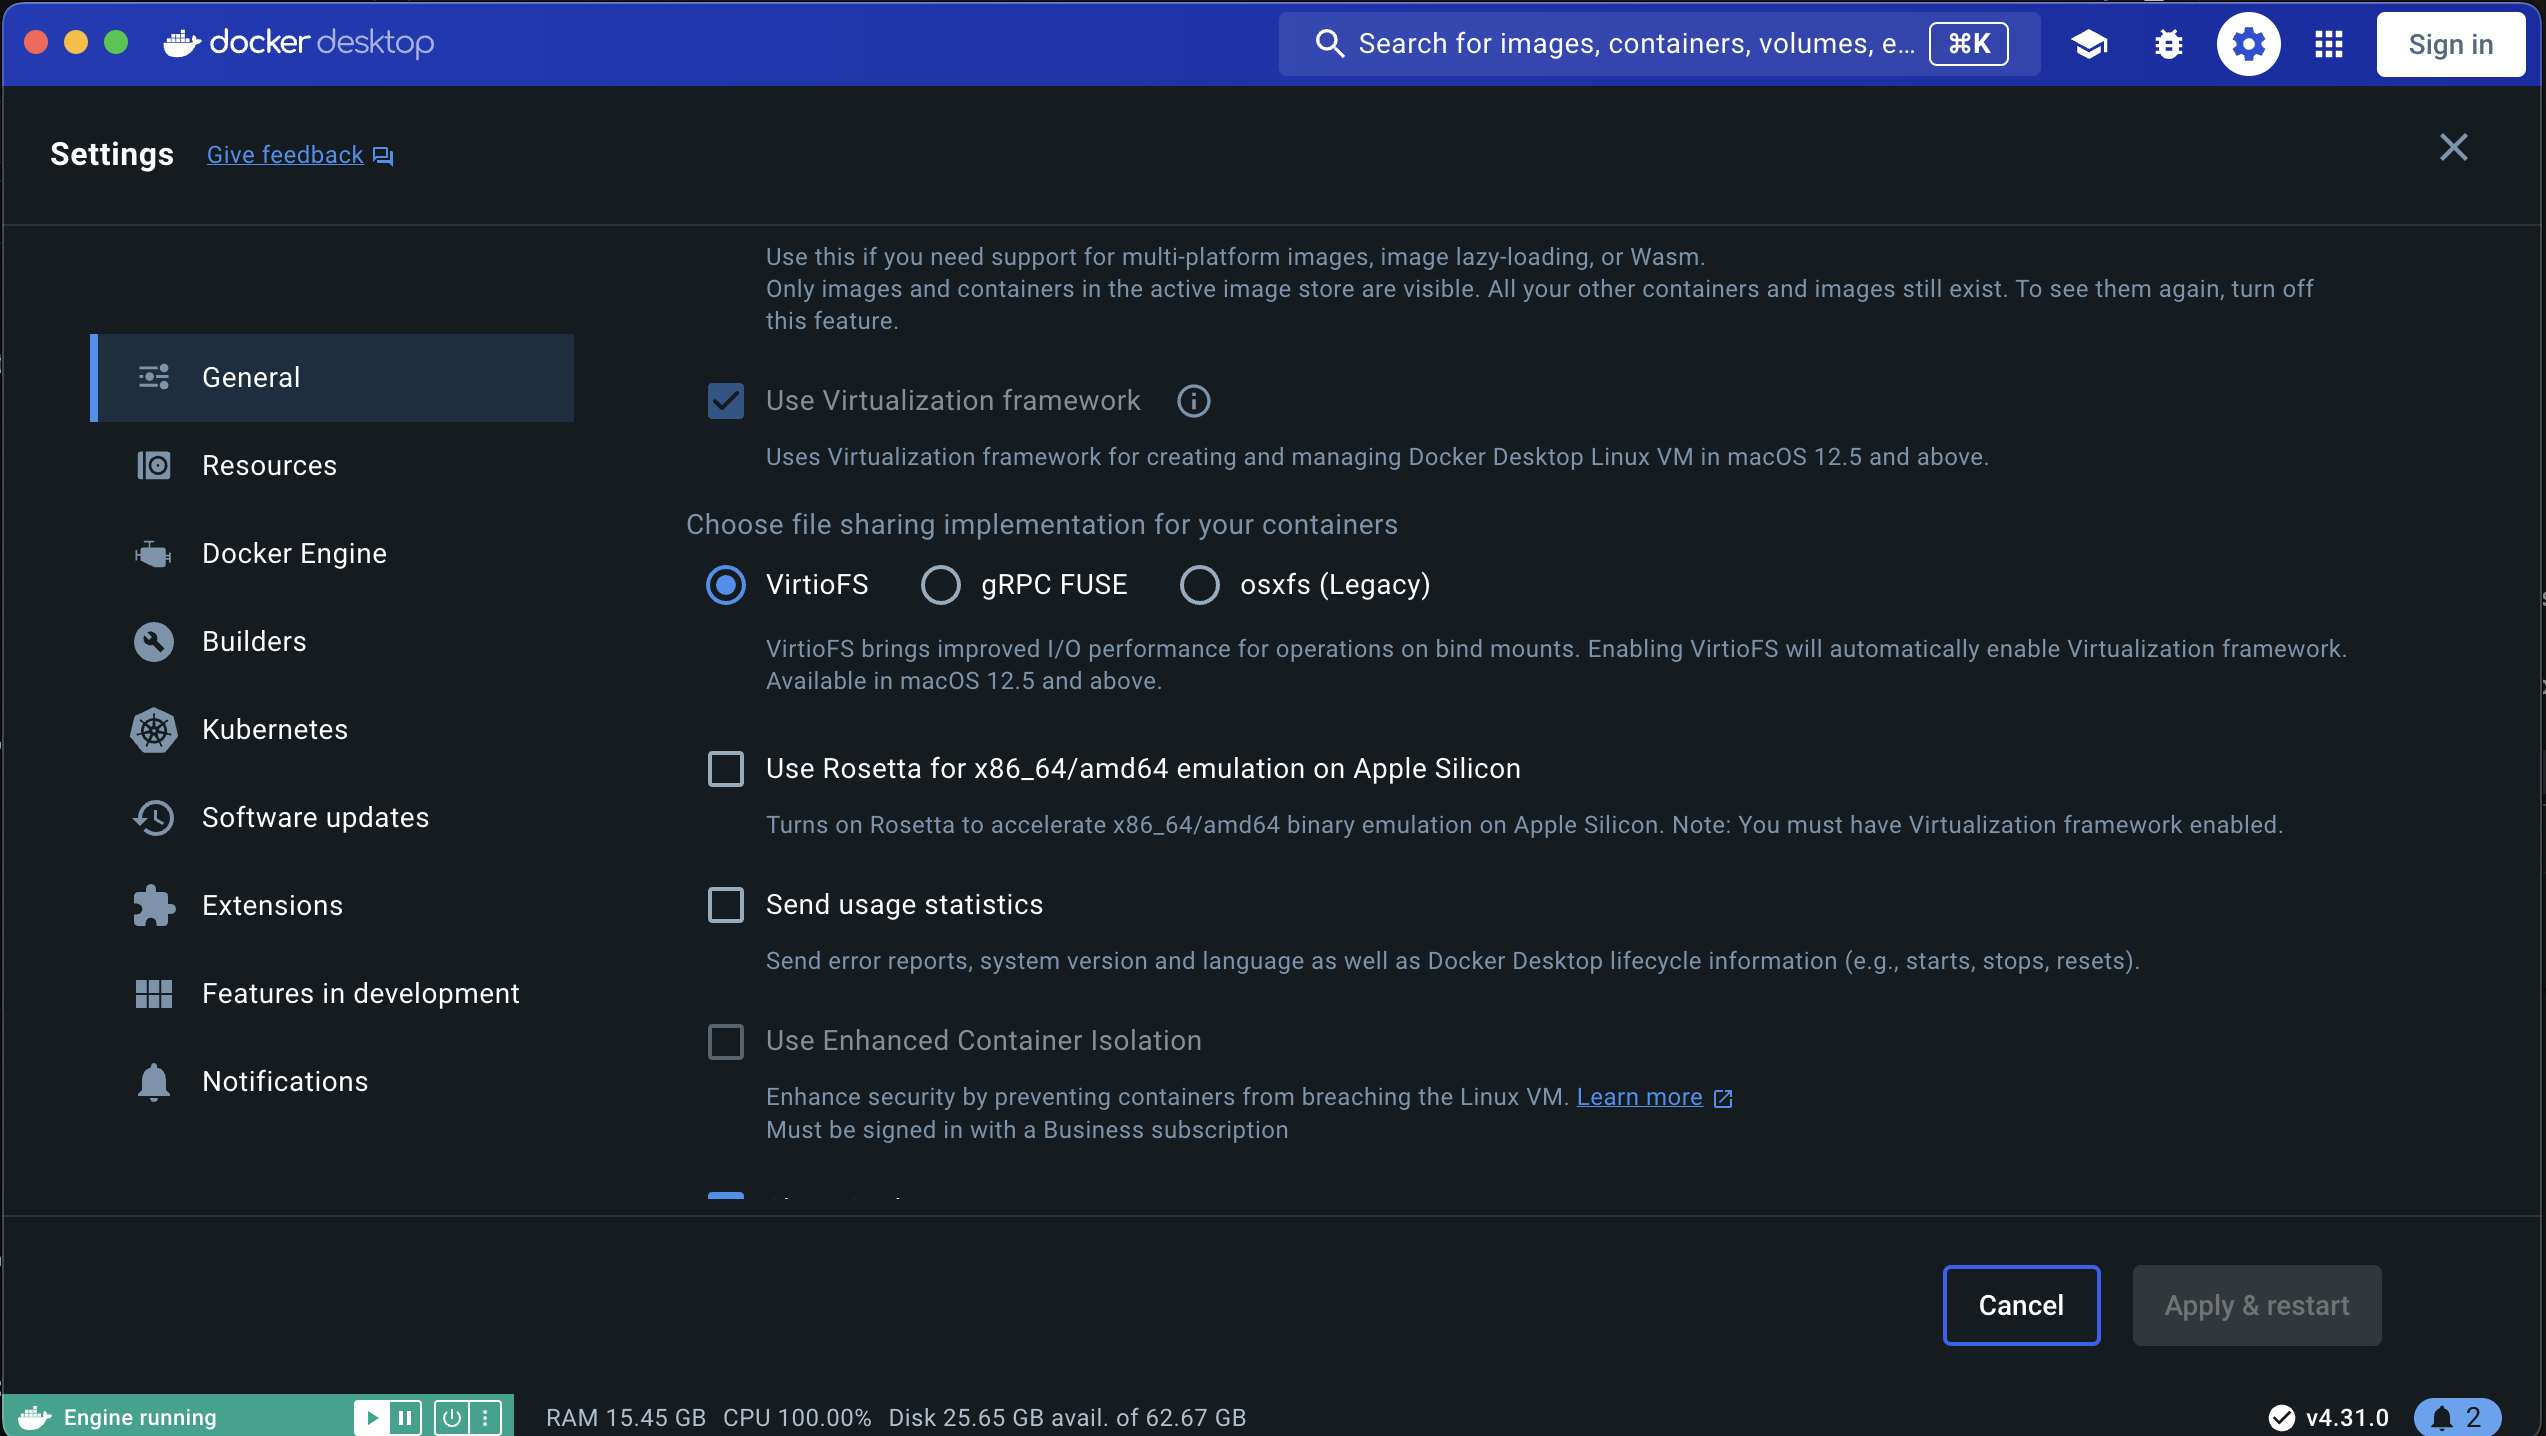 docker desktop
Search for images, containers, volumes, e...
⌘K
Sign in
Settings
Give feedback
General
Resources
Docker Engine
Builders
Kubernetes
Software updates
Extensions
Features in development
Notifications
Use this if you need support for multi-platform images, image lazy-loading, or Wasm.
Only images and containers in the active image store are visible. All your other containers and images still exist. To see them again, turn off
this feature.
Use Virtualization framework
Uses Virtualization framework for creating and managing Docker Desktop Linux VM in macOS 12.5 and above.
Choose file sharing implementation for your containers
VirtioFS
gRPC FUSE
osxfs (Legacy)
VirtioFS brings improved I/O performance for operations on bind mounts. Enabling VirtioFS will automatically enable Virtualization framework.
Available in macOS 12.5 and above.
Use Rosetta for x86_64/amd64 emulation on Apple Silicon
Turns on Rosetta to accelerate x86_64/amd64 binary emulation on Apple Silicon. Note: You must have Virtualization framework enabled.
Send usage statistics
Send error reports, system version and language as well as Docker Desktop lifecycle information (e.g., starts, stops, resets).
Use Enhanced Container Isolation
Enhance security by preventing containers from breaching the Linux VM. Learn more
Must be signed in with a Business subscription
Cancel
Apply & restart
Engine running
RAM 15.45 GB CPU 100.00% Disk 25.65 GB avail. of 62.67 GB
v4.31.0
2